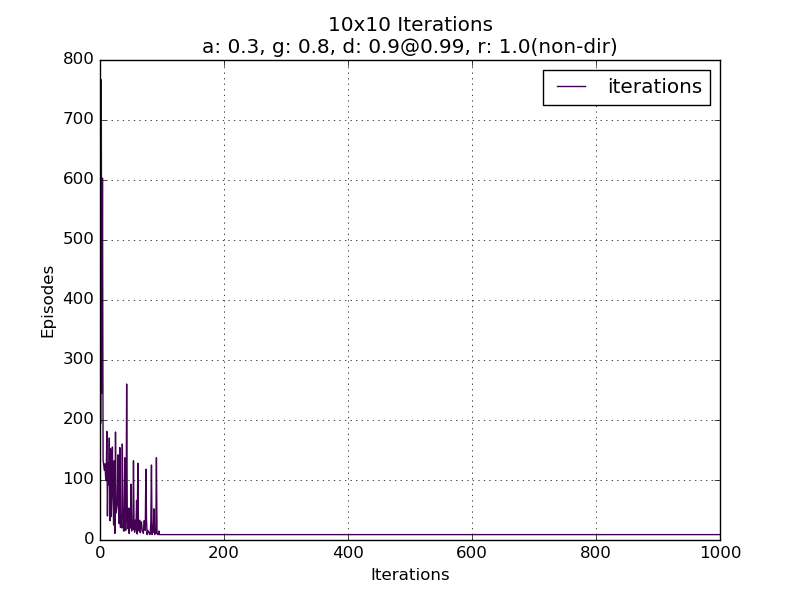 10x10 Iterations
a: 0.3, g: 0.8, d: 0.9@0.99, r: 1.0(non-dir)
iterations
800
700
600
500
400
300
200
100
0
Episodes
0 200 400 600 800 1000
Iterations